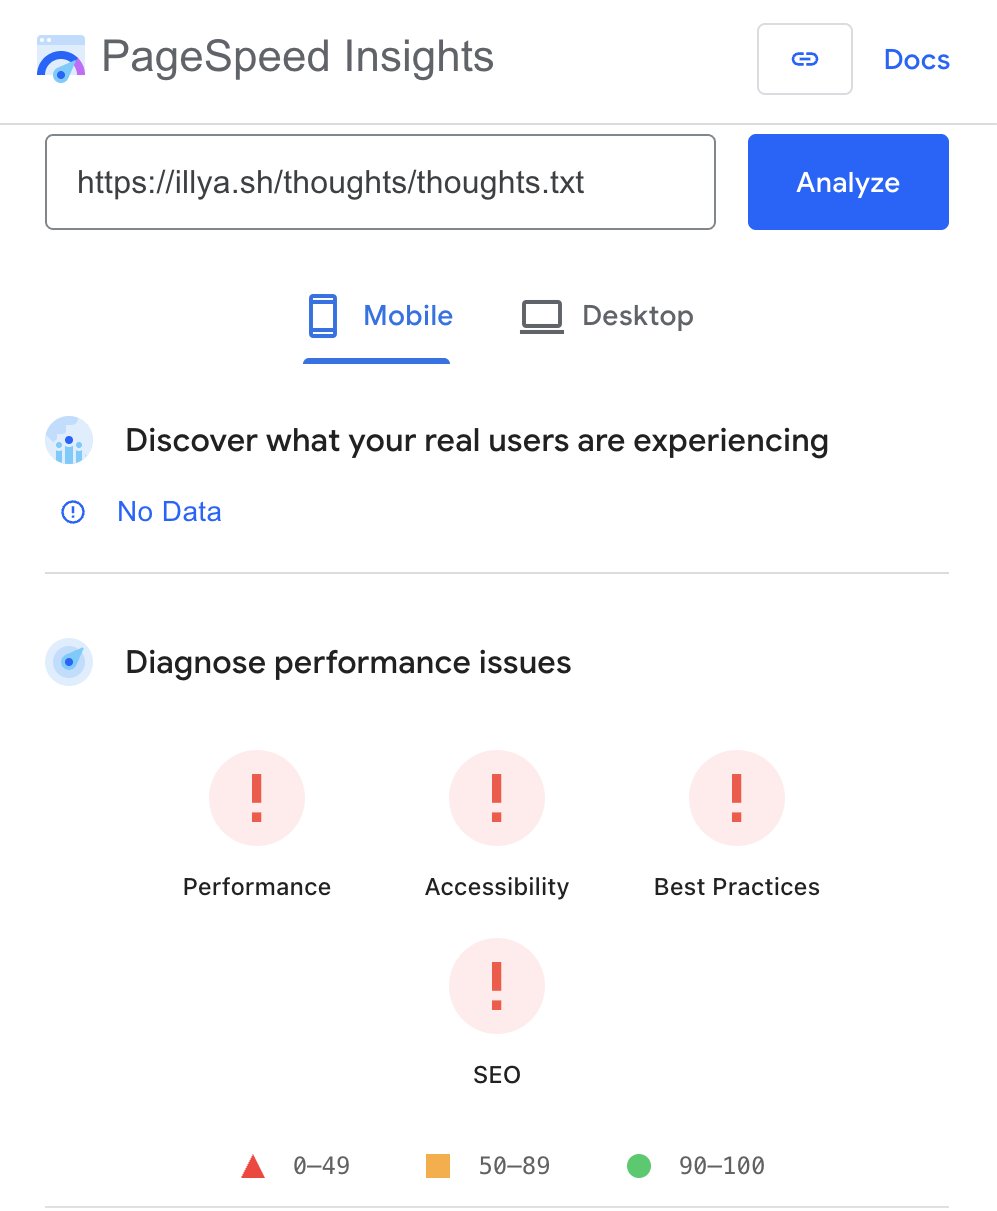 PageSpeed Insights
Docs
https://illya.sh/thoughts/thoughts.txt
Analyze
Mobile
Desktop
Discover what your real users are experiencing
No Data
Diagnose performance issues
!
!
!
Performance
Accessibility
Best Practices
!
SEO
0–49
50–89
90–100